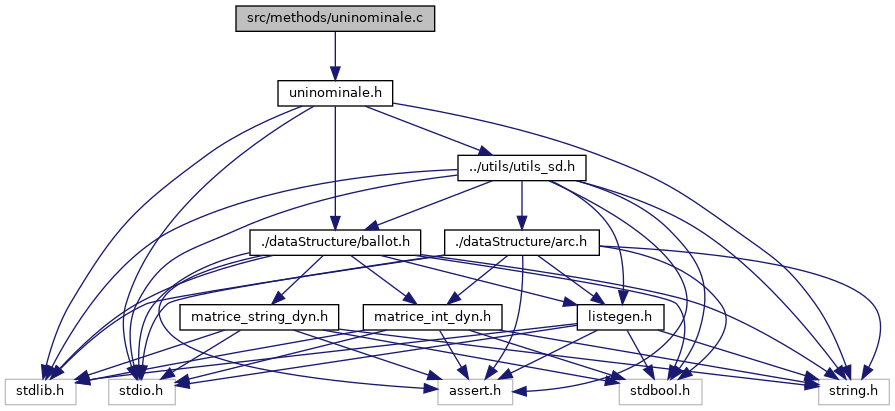 src/methods/uninominale.c
uninominale.h
../utils/utils_sd.h
./dataStructure/ballot.h
./dataStructure/arc.h
matrice_string_dyn.h
matrice_int_dyn.h
listegen.h
stdlib.h
stdio.h
assert.h
stdbool.h
string.h